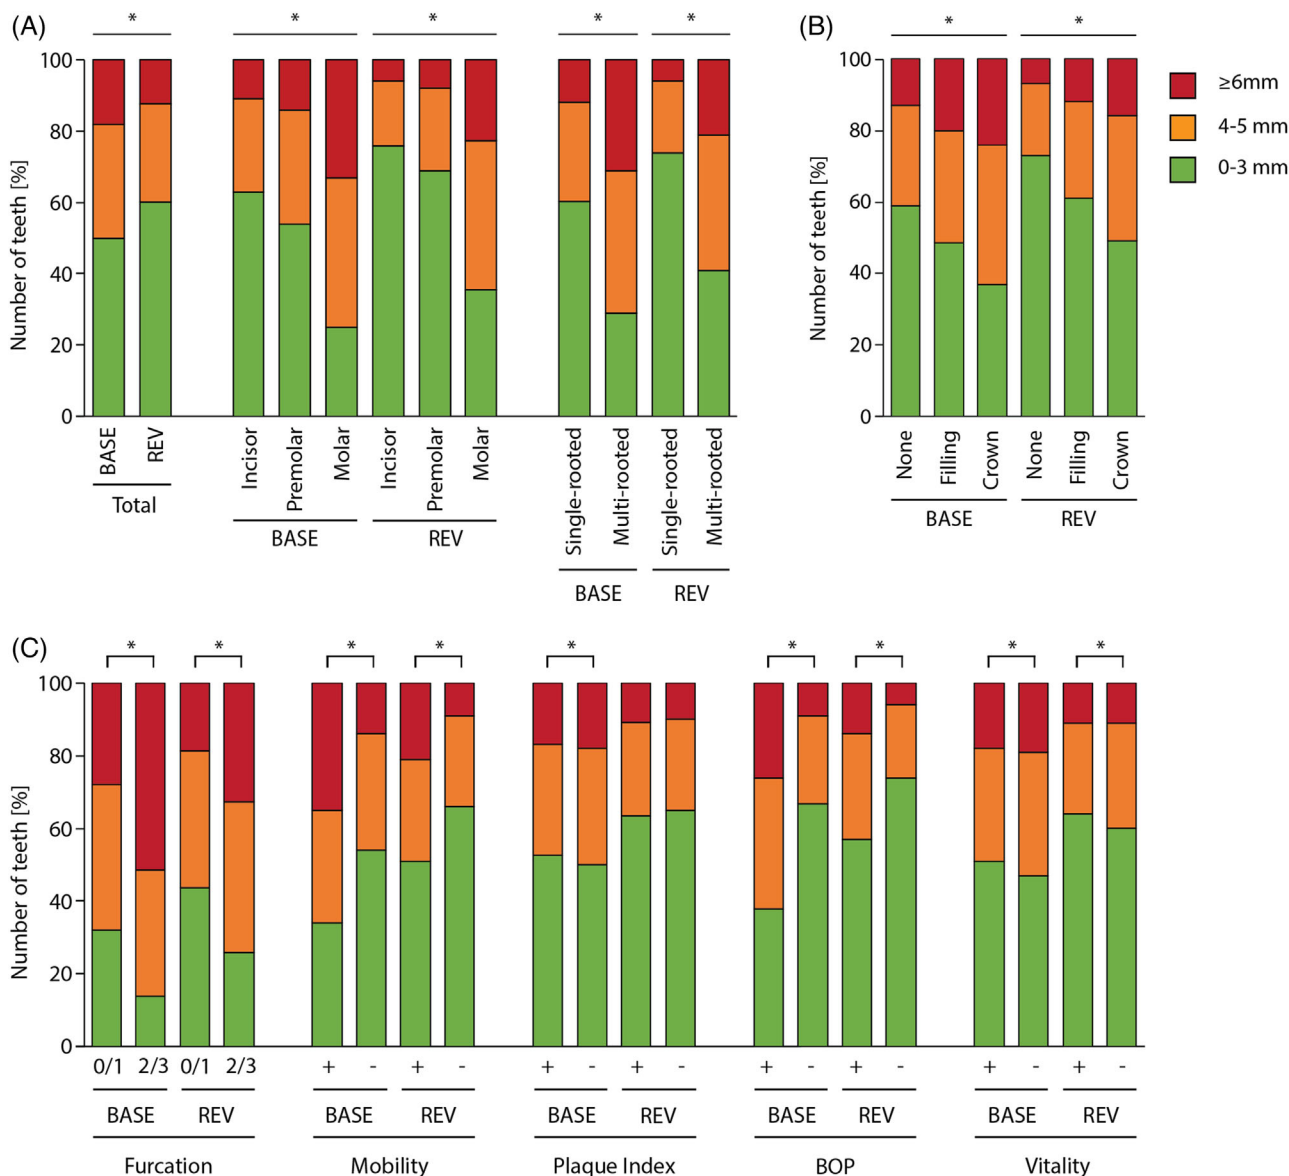 (A)
* * * * *
Number of teeth [%]
100
80
60
40
20
0
BASE
REV
Total
Incisor
Premolar
Molar
Incisor
Premolar
Molar
BASE
REV
Single-rooted
Multi-rooted
Single-rooted
Multi-rooted
BASE
REV
(B)
* *
Number of teeth [%]
100
80
60
40
20
0
None
Filling
Crown
None
Filling
Crown
BASE
REV
≥6mm
4-5 mm
0-3 mm
(C)
* * * * * * * * *
Number of teeth [%]
100
80
60
40
20
0
0/1 2/3 0/1 2/3 + - + - + - + - + - + - + - + -
BASE REV BASE REV BASE REV BASE REV BASE REV
Furcation Mobility Plaque Index BOP Vitality